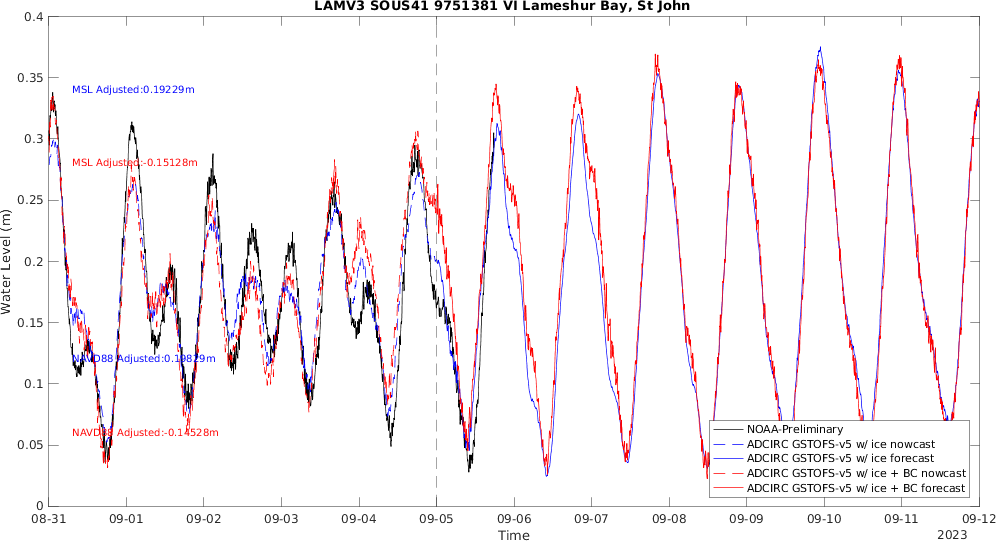 LAMV3 SOUS41 9751381 VI Lameshur Bay, St John
0.4
0.35
0.3
0.25
0.2
0.15
0.1
0.05
0
Water Level (m)
MSL Adjusted:0.19229m
MSL Adjusted:-0.15128m
NAVD88 Adjusted:0.19829m
NAVD88 Adjusted:-0.14528m
NOAA-Preliminary
ADCIRC GSTOFS-v5 w/ ice nowcast
ADCIRC GSTOFS-v5 w/ ice forecast
ADCIRC GSTOFS-v5 w/ ice + BC nowcast
ADCIRC GSTOFS-v5 w/ ice + BC forecast
08-31 09-01 09-02 09-03 09-04 09-05 09-06 09-07 09-08 09-09 09-10 09-11 09-12
Time
2023